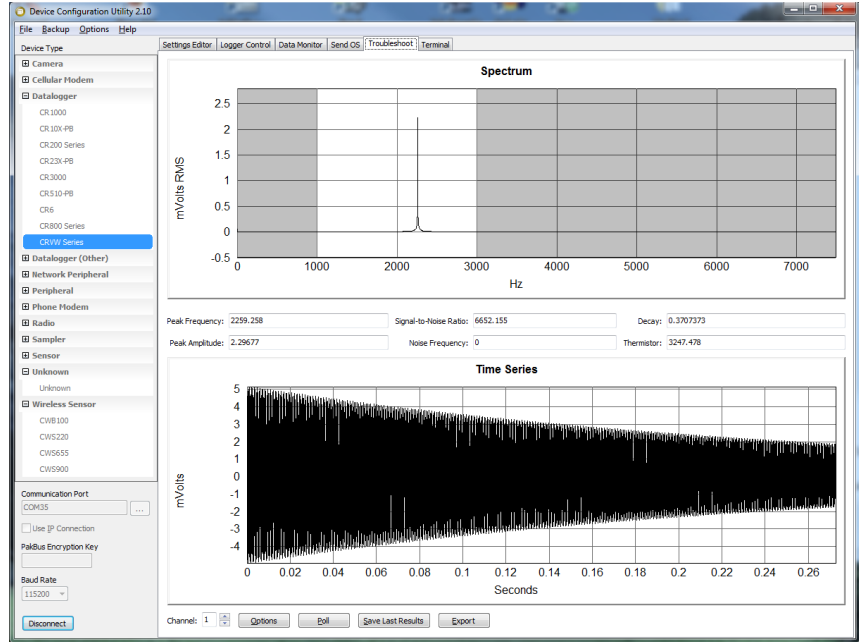 Device Configuration Utility 2.10
File Backup Options Help
Device Type
Camera
Cellular Modem
Datalogger
CR1000
CR10X-PB
CR200 Series
CR23X-PB
CR3000
CR510-PB
CR6
CR800 Series
CRVW Series
Datalogger (Other)
Network Peripheral
Peripheral
Phone Modem
Radio
Sampler
Sensor
Unknown
Unknown
Wireless Sensor
CWB100
CWS220
CWS655
CWS900
Communication Port
COM35
...
Use IP Connection
PakBus Encryption Key
Baud Rate
115200
Disconnect
Settings Editor Logger Control Data Monitor Send OS Troubleshoot Terminal
Spectrum
mVolts RMS
2.5
2
1.5
1
0.5
0
-0.5
0 1000 2000 3000 4000 5000 6000 7000
Hz
Peak Frequency: 2259.258 Signal-to-Noise Ratio: 6652.155 Decay: 0.3707373
Peak Amplitude: 2.29677 Noise Frequency: 0 Thermistor: 3247.478
Time Series
mVolts
5
4
3
2
1
0
-1
-2
-3
-4
0 0.02 0.04 0.06 0.08 0.1 0.12 0.14 0.16 0.18 0.2 0.22 0.24 0.26
Seconds
Channel: 1 Options Poll Save Last Results Export